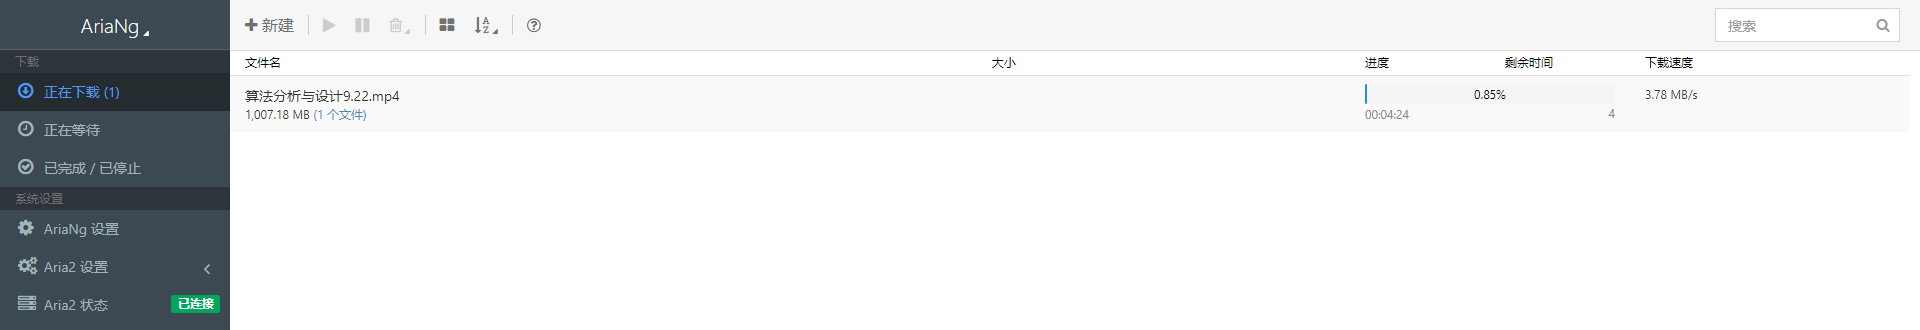 AriaNg
下载
正在下载 (1)
正在等待
已完成 / 已停止
系统设置
AriaNg 设置
Aria2 设置
Aria2 状态 已连接
新建
搜索
文件名 大小 进度 剩余时间 下载速度
算法分析与设计9.22.mp4 0.85% 3.78 MB/s
1,007.18 MB (1 个文件) 00:04:24 4